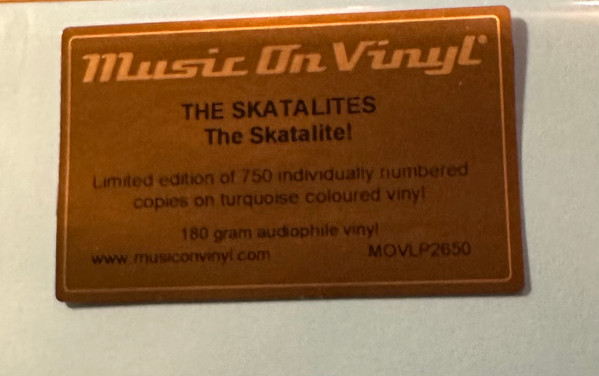 Music On Vinyl®
THE SKATALITES
The Skatalite!
Limited edition of 750 individually numbered
copies on turquoise coloured vinyl
180 gram audiophile vinyl
www.musiconvinyl.com MOVLP2650